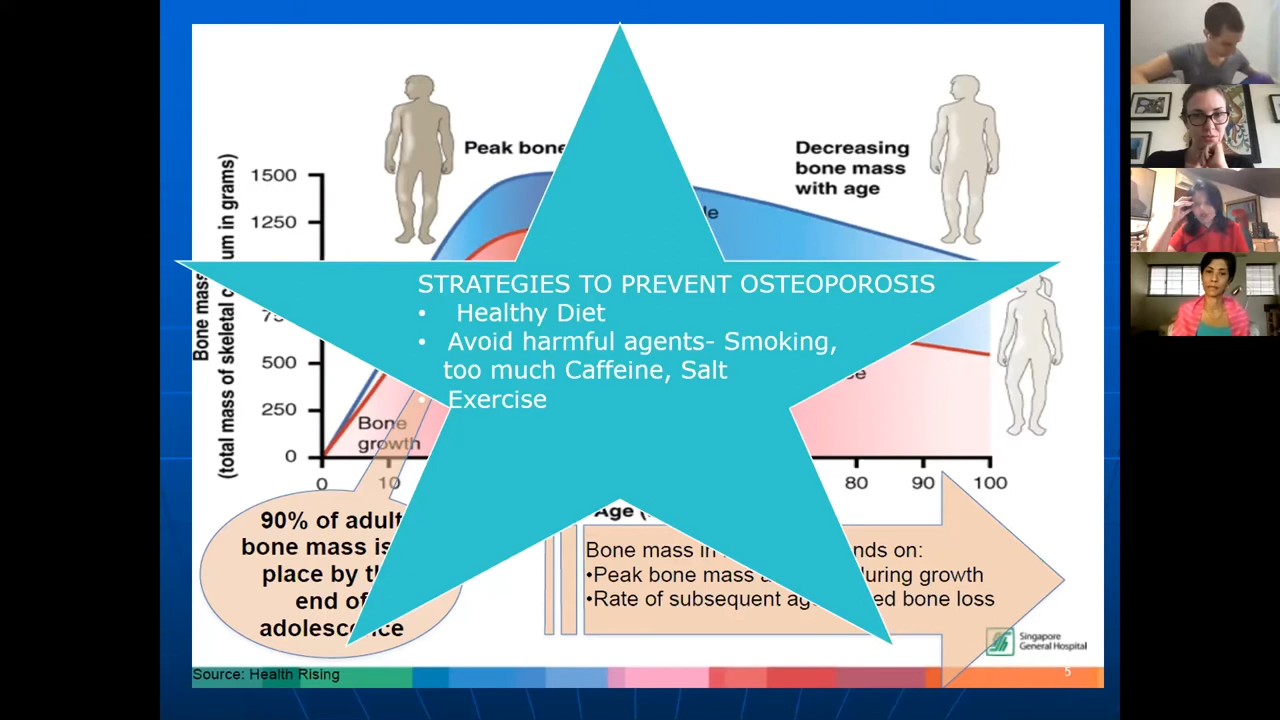 Peak bone
Decreasing
bone mass
with age
1500
1250
500
250
0
Bone mass
(total mass of skeletal c um in grams)
STRATEGIES TO PREVENT OSTEOPOROSIS
• Healthy Diet
• Avoid harmful agents- Smoking,
too much Caffeine, Salt
• Exercise
Bone
growth
0 10 80 90 100
Age (
90% of adult
bone mass is
place by th
end of
adolescence
Bone mass in nds on:
•Peak bone mass a during growth
•Rate of subsequent ag ed bone loss
Singapore
General Hospital
Source: Health Rising
5